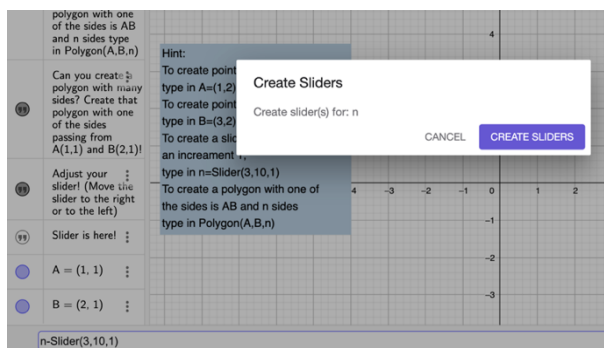 polygon with one
of the sides is AB
and n sides type
in Polygon(A,B,n)
Can you create a
polygon with many
sides? Create that
polygon with one
of the sides
passing from
A(1,1) and B(2,1)!
Adjust your
slider! (Move the
slider to the right
or to the left)
Slider is here!
A = (1, 1)
B = (2, 1)
n-Slider(3,10,1)
Hint:
To create point
type in A=(1,2)
To create point
type in B=(3,2)
To create a slid
an increament 1,
type in n=Slider(3,10,1)
To create a polygon with one of
the sides is AB and n sides
type in Polygon(A,B,n)
Create Sliders
Create slider(s) for: n
CANCEL CREATE SLIDERS
4
4 -3 -2 -1 0 1 2
-1
-2
-3